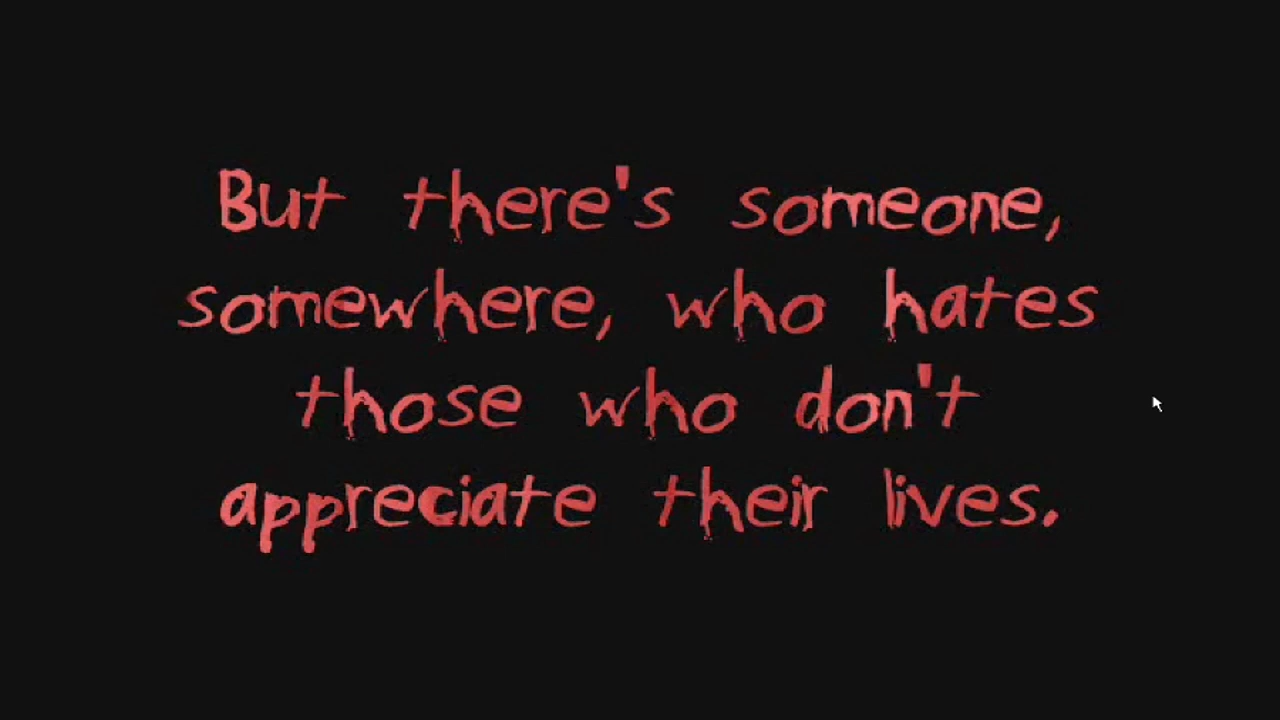 But there's someone,
somewhere, who hates
those who don't
appreciate their lives.